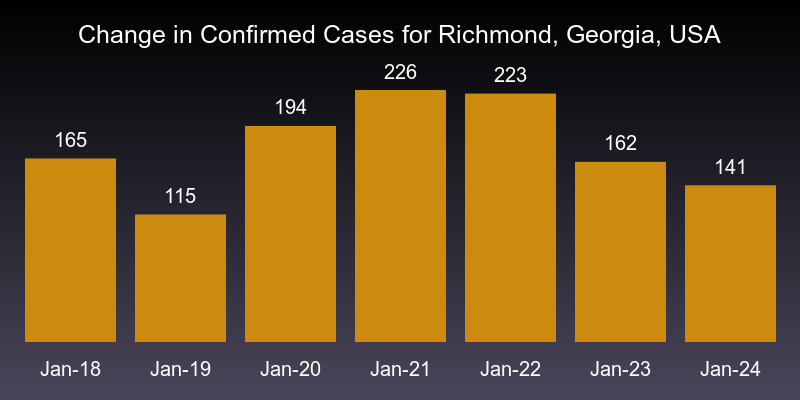 Change in Confirmed Cases for Richmond, Georgia, USA
165
115
194
226
223
162
141
Jan-18
Jan-19
Jan-20
Jan-21
Jan-22
Jan-23
Jan-24